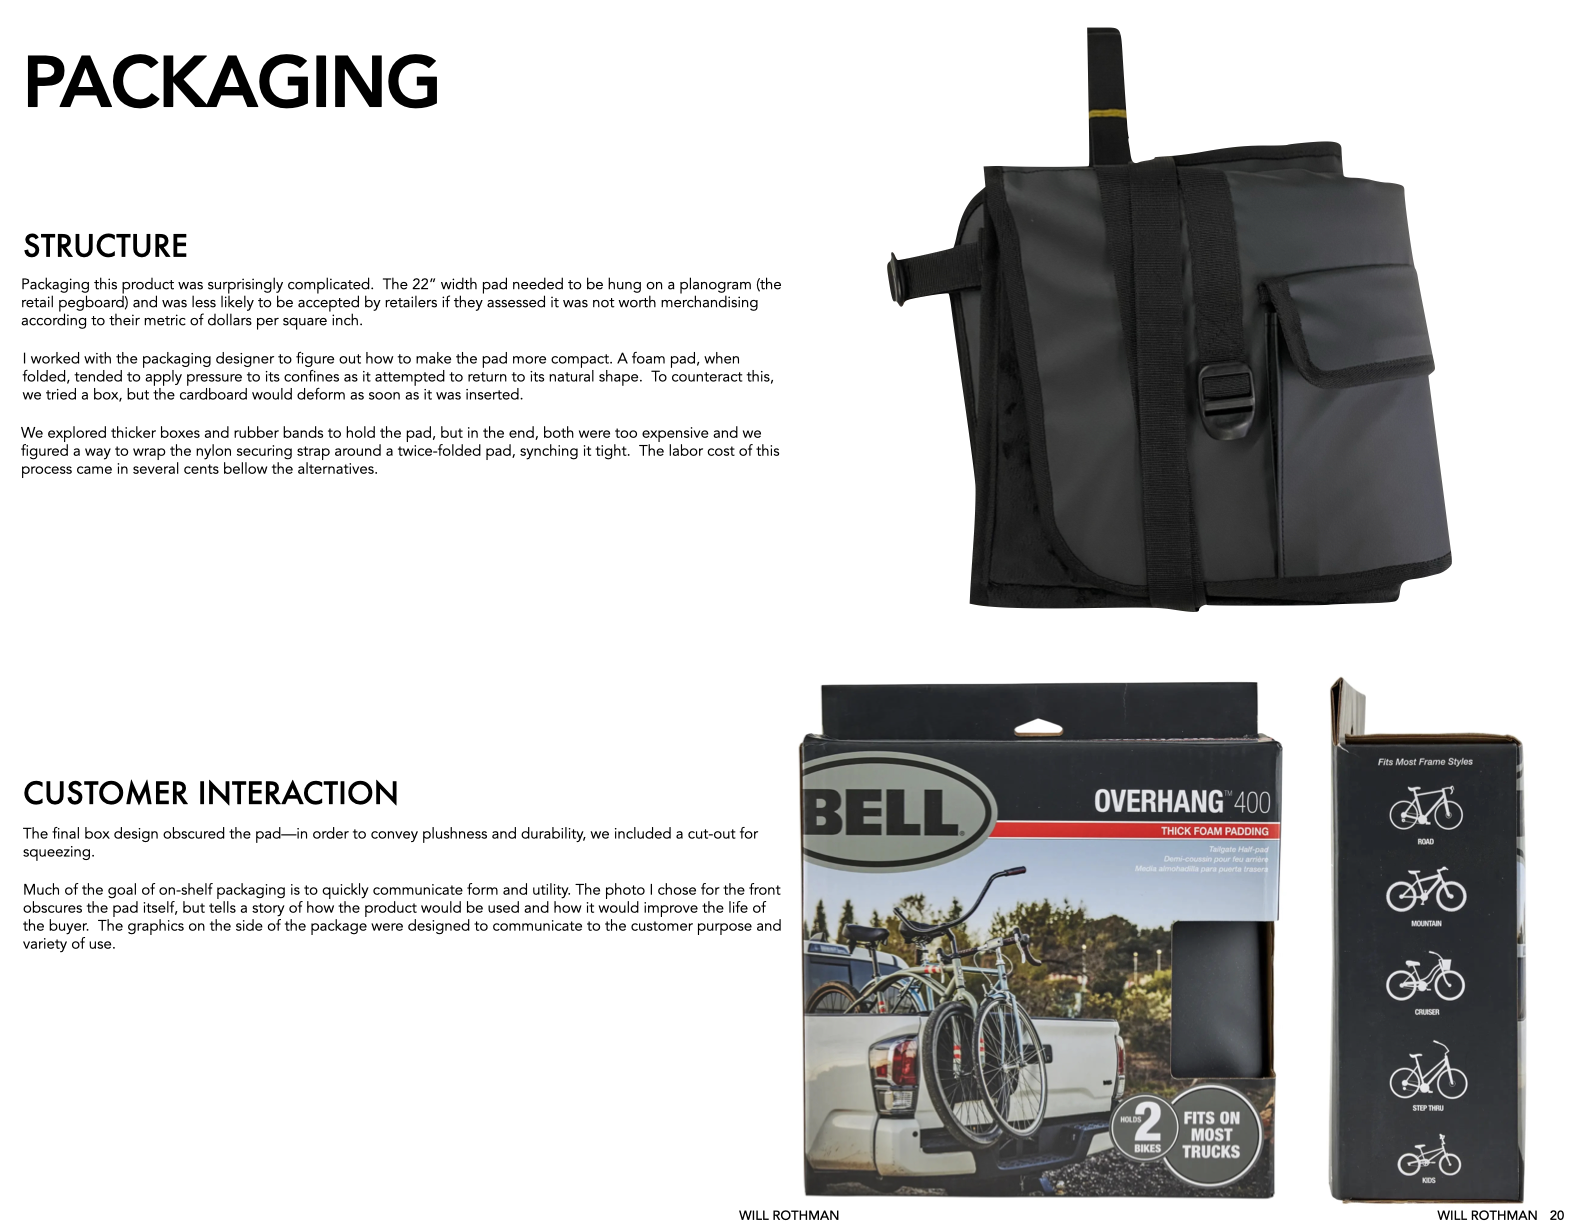 PACKAGING
STRUCTURE
Packaging this product was surprisingly complicated.  The 22” width pad needed to be hung on a planogram (the
retail pegboard) and was less likely to be accepted by retailers if they assessed it was not worth merchandising
according to their metric of dollars per square inch.
I worked with the packaging designer to figure out how to make the pad more compact. A foam pad, when
folded, tended to apply pressure to its confines as it attempted to return to its natural shape.  To counteract this,
we tried a box, but the cardboard would deform as soon as it was inserted.
We explored thicker boxes and rubber bands to hold the pad, but in the end, both were too expensive and we
figured a way to wrap the nylon securing strap around a twice-folded pad, synching it tight.  The labor cost of this
process came in several cents bellow the alternatives.
CUSTOMER INTERACTION
The final box design obscured the pad—in order to convey plushness and durability, we included a cut-out for
squeezing.
Much of the goal of on-shelf packaging is to quickly communicate form and utility. The photo I chose for the front
obscures the pad itself, but tells a story of how the product would be used and how it would improve the life of
the buyer.  The graphics on the side of the package were designed to communicate to the customer purpose and
variety of use.
BELL
OVERHANG™ 400
THICK FOAM PADDING
Tailgate Half-pad
Demi-coussin pour feu arrière
Media almohadilla para puerta trasera
HOLDS
2
BIKES
FITS ON
MOST
TRUCKS
Fits Most Frame Styles
ROAD
MOUNTAIN
CRUISER
STEP THRU
KIDS
WILL ROTHMAN
WILL ROTHMAN 20